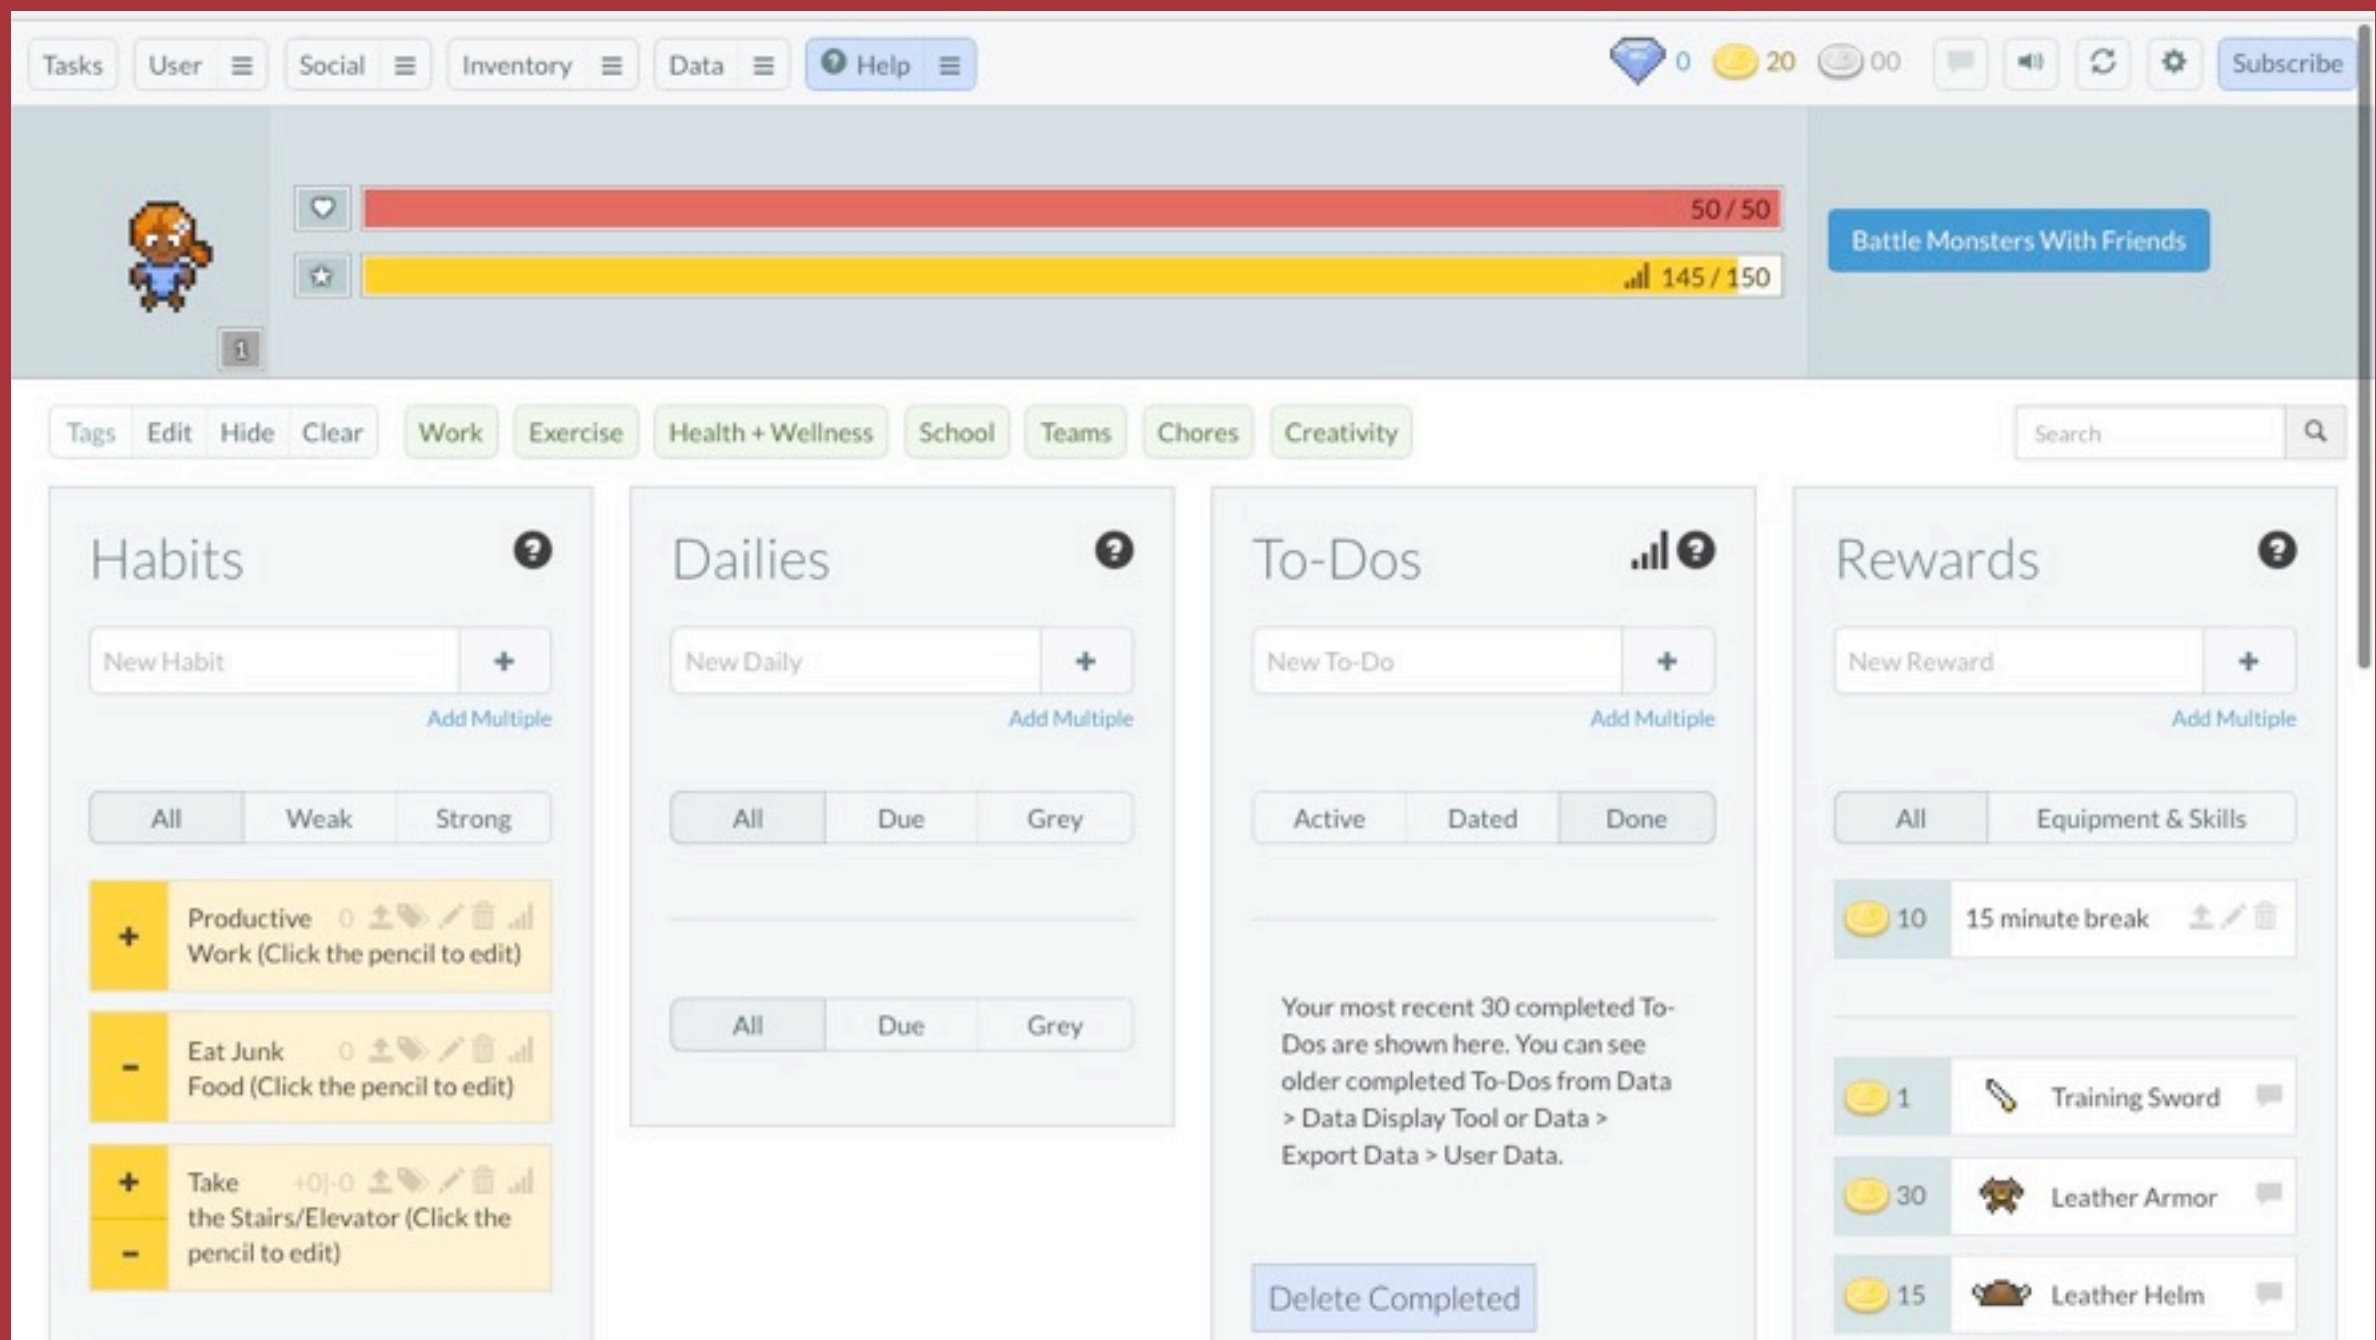 Tasks User Social Inventory Data Help 0 20 00 Subscribe
50 / 50
145 / 150
Battle Monsters With Friends
1
Tags Edit Hide Clear Work Exercise Health + Wellness School Teams Chores Creativity Search
Habits
New Habit
Add Multiple
All Weak Strong
Productive 0
Work (Click the pencil to edit)
Eat Junk 0
Food (Click the pencil to edit)
Take +0|-0
the Stairs/Elevator (Click the
pencil to edit)
Dailies
New Daily
Add Multiple
All Due Grey
All Due Grey
To-Dos
New To-Do
Add Multiple
Active Dated Done
Your most recent 30 completed To-
Dos are shown here. You can see
older completed To-Dos from Data
> Data Display Tool or Data >
Export Data > User Data.
Delete Completed
Rewards
New Reward
Add Multiple
All Equipment & Skills
10 15 minute break
1 Training Sword
30 Leather Armor
15 Leather Helm